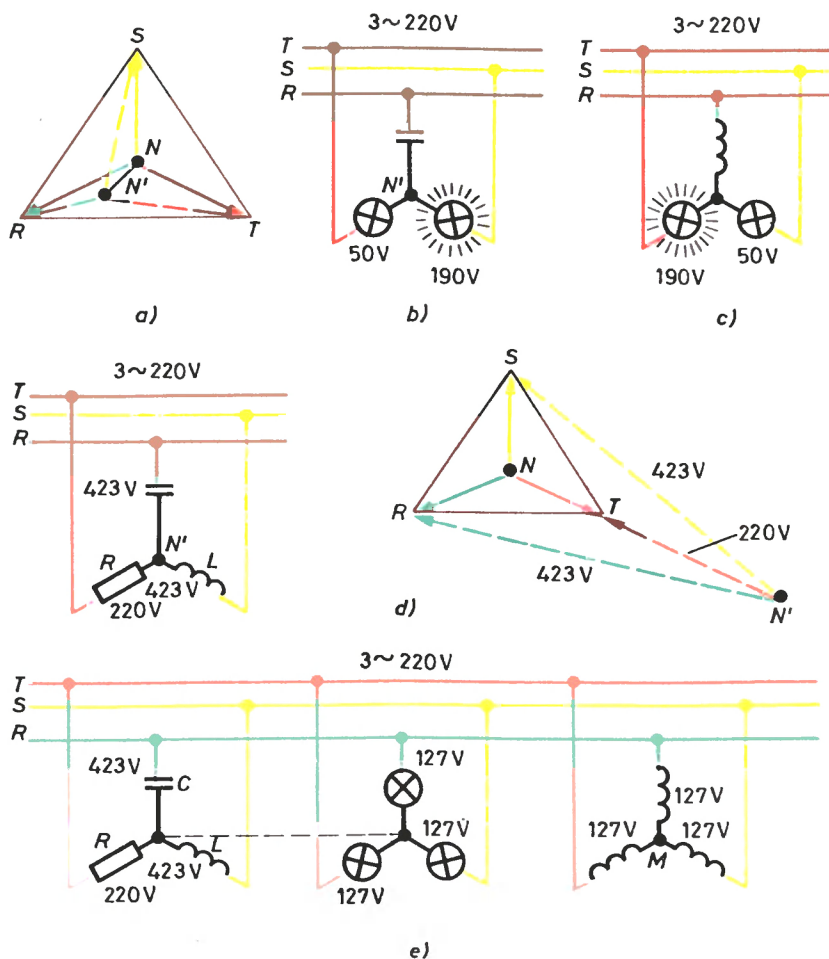 S
N
N'
R
T
a)
3~220V
T
S
R
N'
50V
190V
b)
3~220V
T
S
R
190V
50V
c)
3~220V
T
S
R
423V
N'
R
L
423V
220V
S
N
R
T
423V
220V
423V
N'
d)
3~220V
T
S
R
423V
C
R
L
423V
220V
127V
127V
127V
127V
127V
127V
M
e)